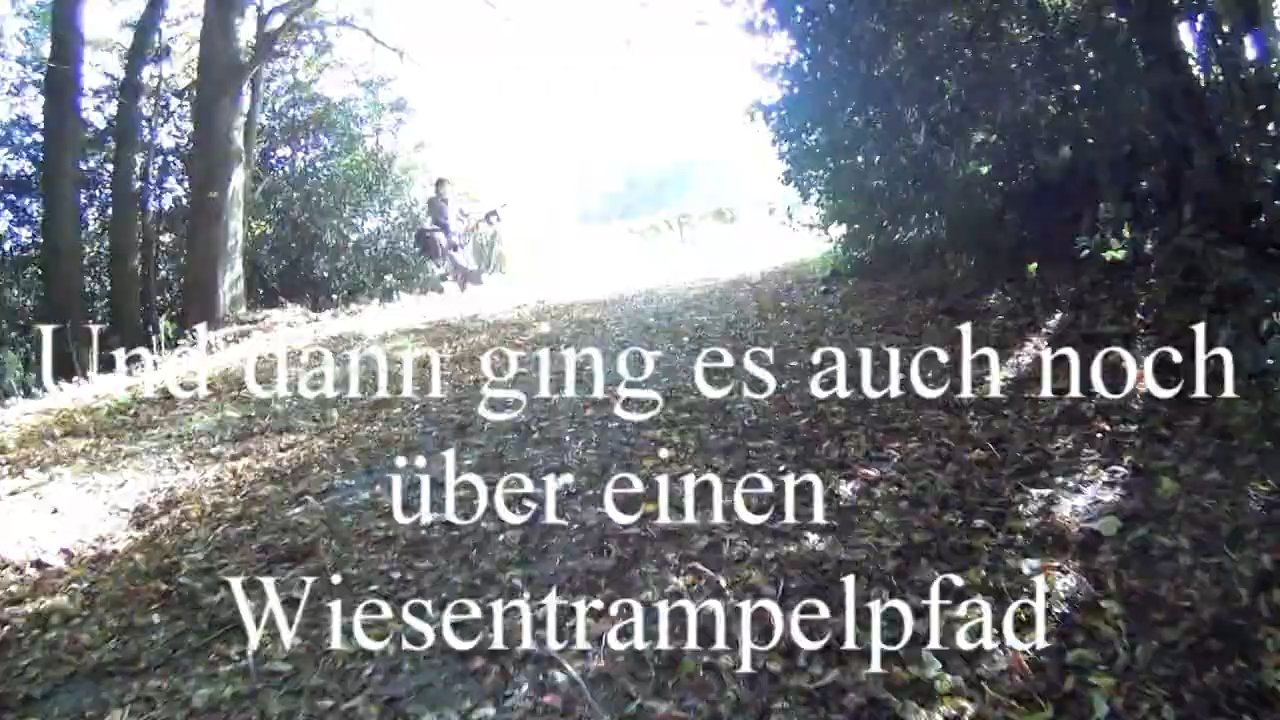 Und dann ging es auch noch
über einen
Wiesentrampelpfad